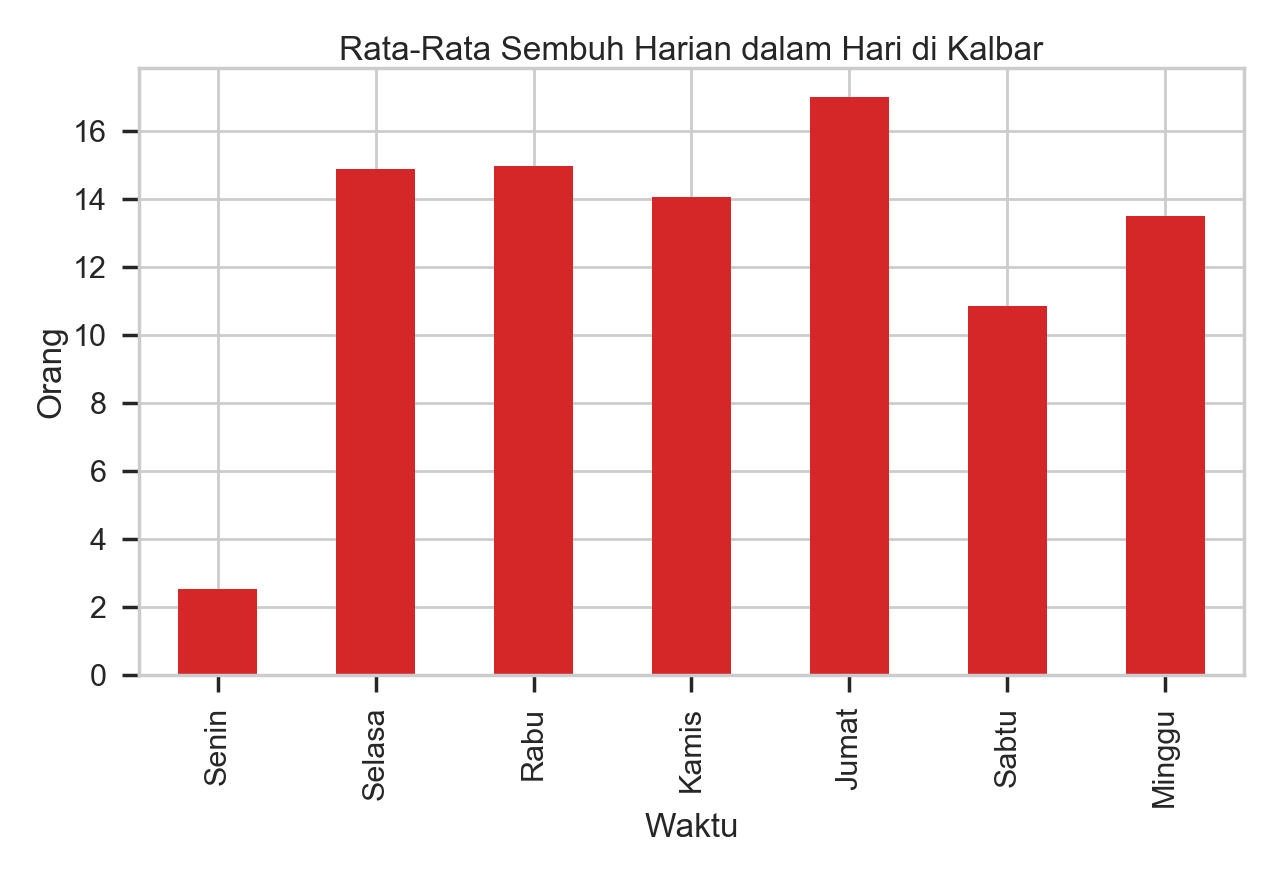 Rata-Rata Sembuh Harian dalam Hari di Kalbar
16
14
12
10
8
6
4
2
0
Orang
Senin
Selasa
Rabu
Kamis
Jumat
Sabtu
Minggu
Waktu